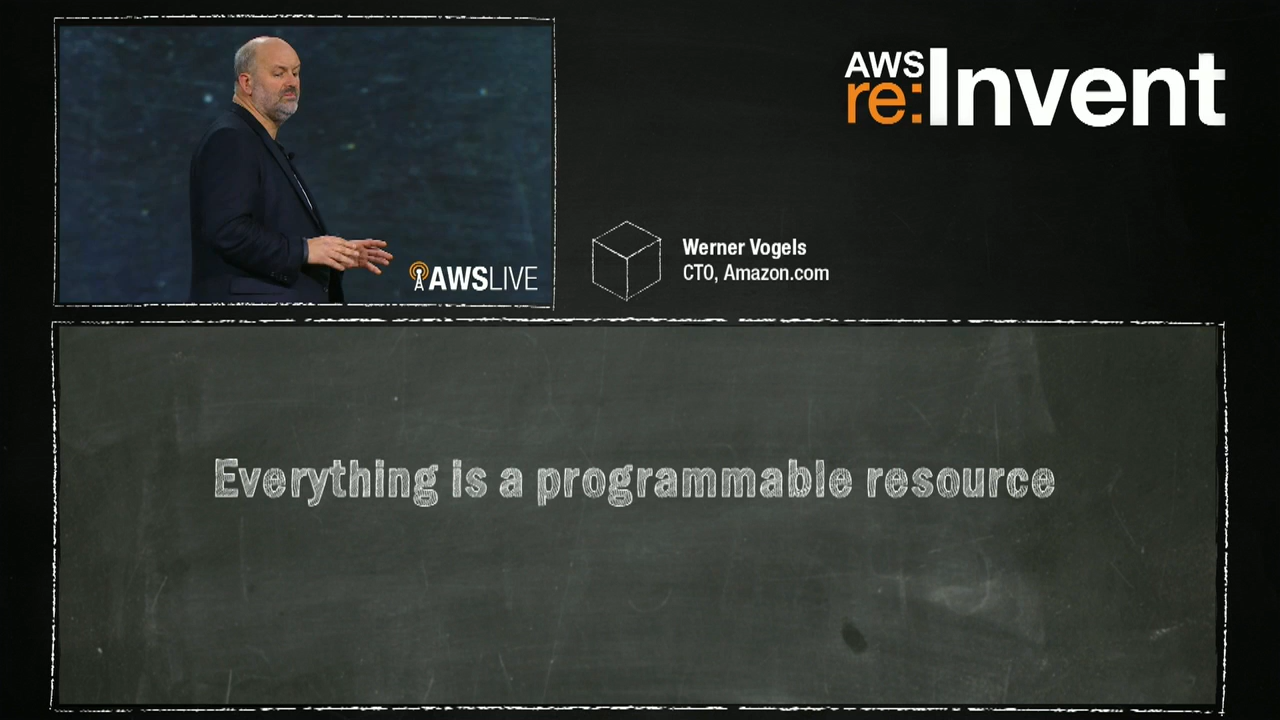 AWS
re:Invent
AWSLIVE
Werner Vogels
CTO, Amazon.com
Everything is a programmable resource